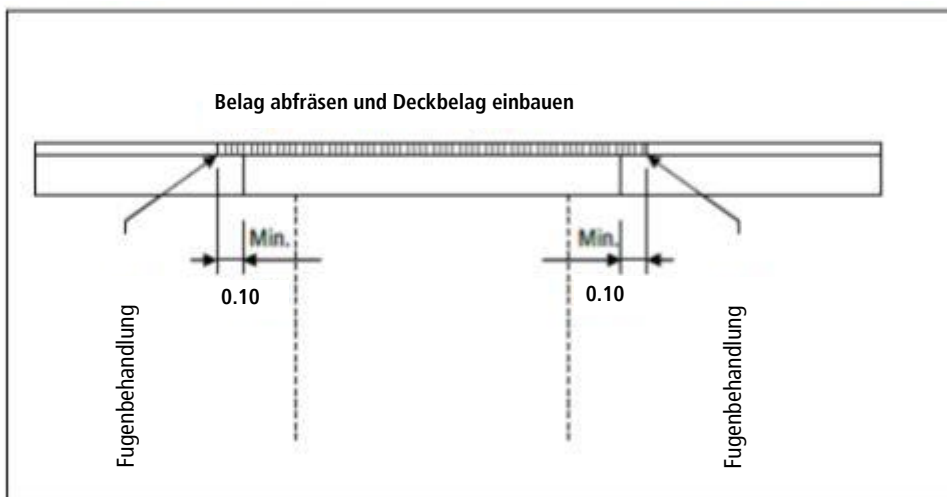 Belag abfräsen und Deckbelag einbauen
Min.
Min.
0.10
0.10
Fugenbehandlung
Fugenbehandlung